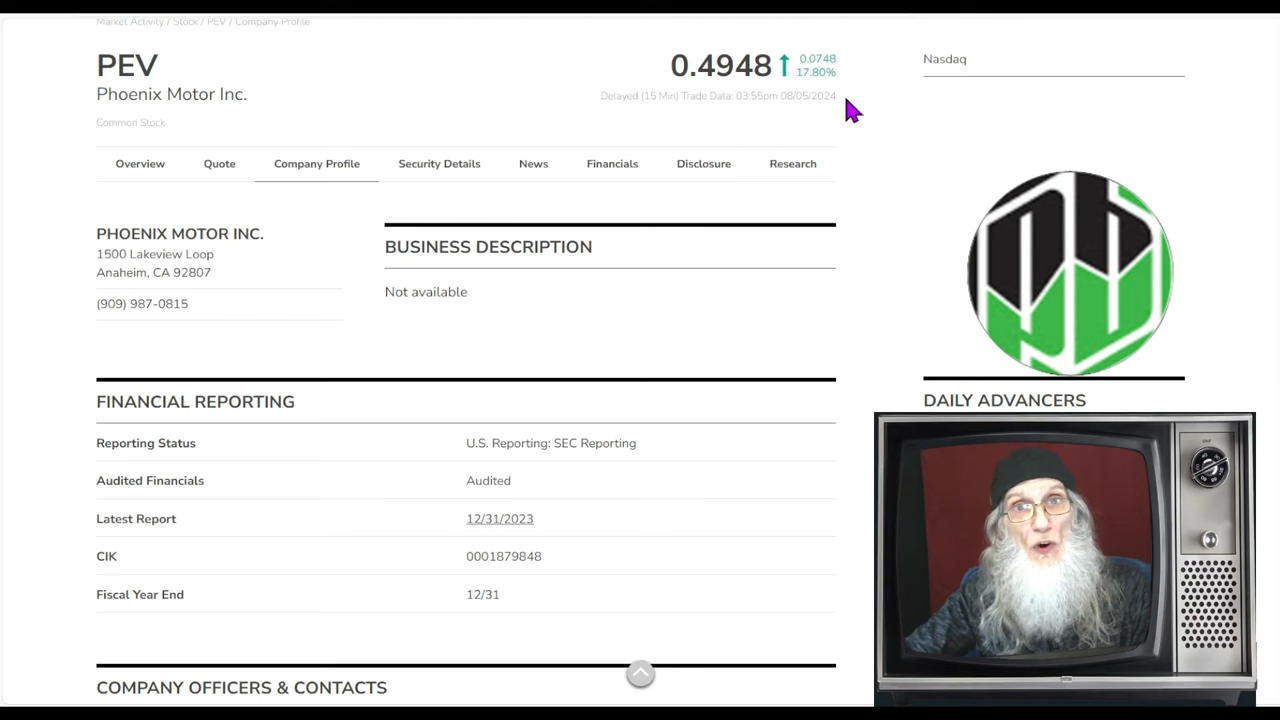 Market Activity / Stock / PEV / Company Profile
PEV
0.4948
0.0748
17.80%
Phoenix Motor Inc.
Delayed (15 Min) Trade Data: 03:55pm 08/05/2024
Common Stock
Nasdaq
Overview Quote Company Profile Security Details News Financials Disclosure Research
PHOENIX MOTOR INC.
1500 Lakeview Loop
Anaheim, CA 92807
(909) 987-0815
BUSINESS DESCRIPTION
Not available
FINANCIAL REPORTING
Reporting Status U.S. Reporting: SEC Reporting
Audited Financials Audited
Latest Report 12/31/2023
CIK 0001879848
Fiscal Year End 12/31
COMPANY OFFICERS & CONTACTS
DAILY ADVANCERS